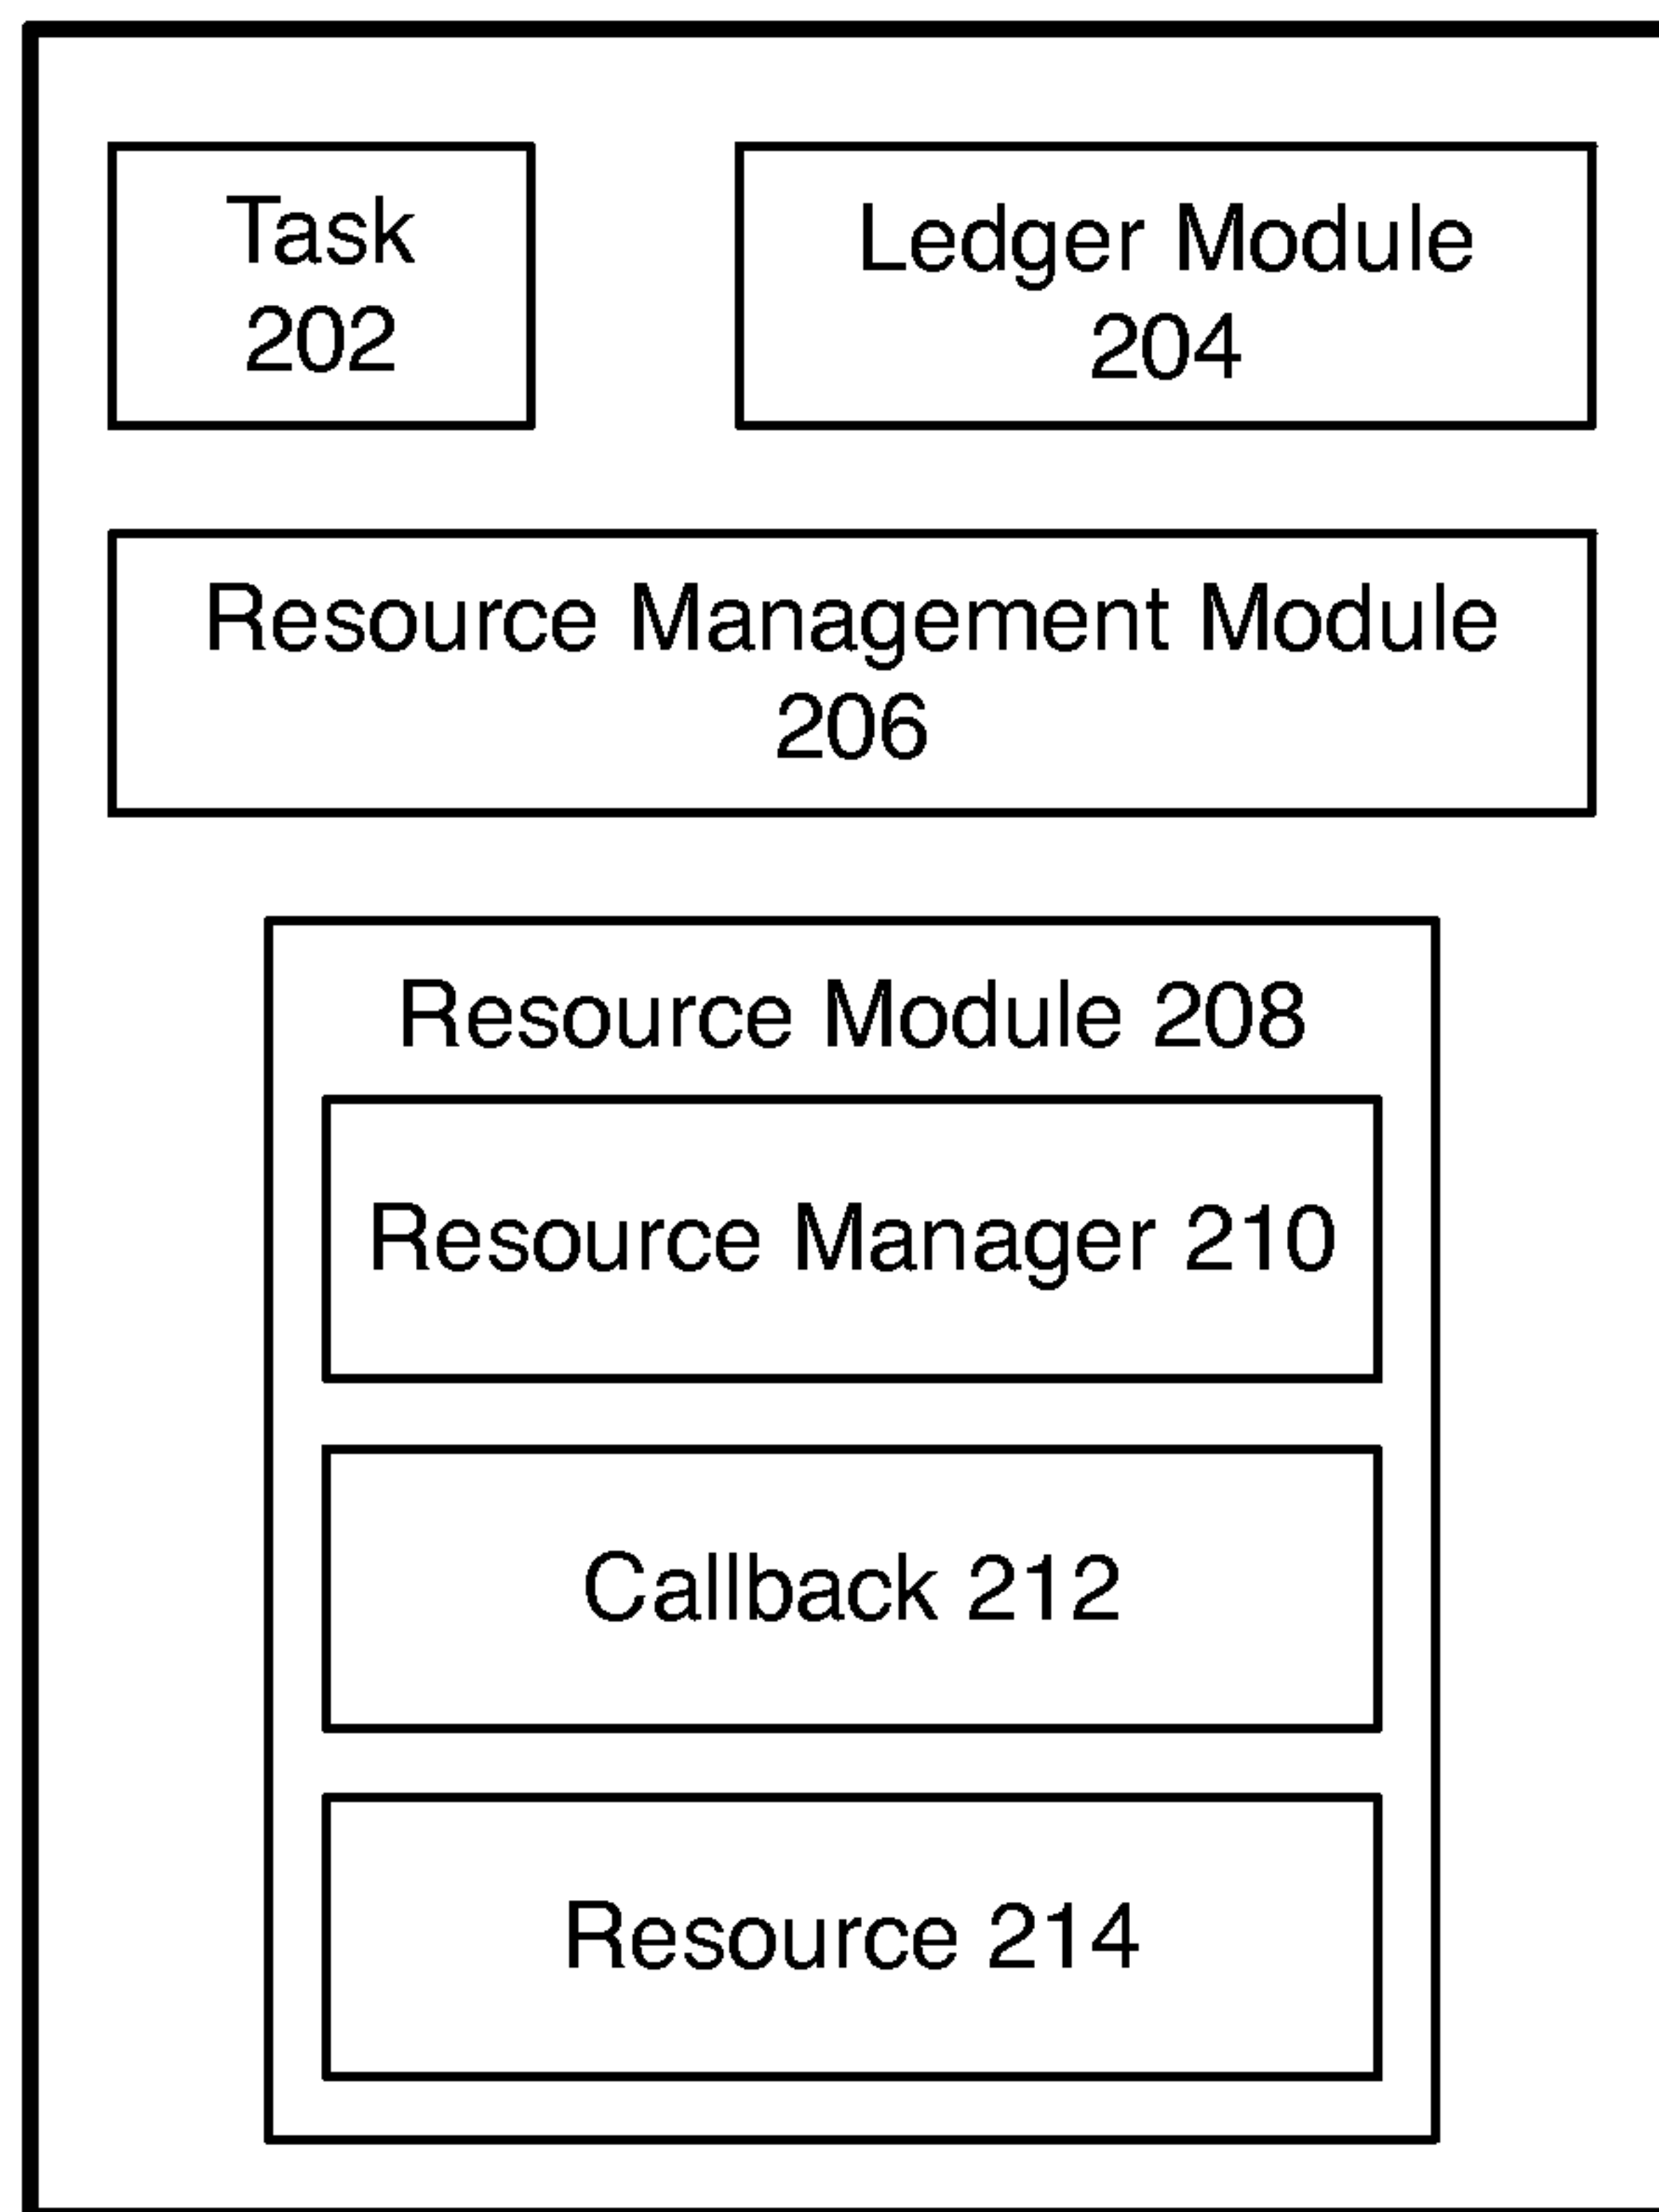 Task
202
Ledger Module
204
Resource Management Module
206
Resource Module 208
Resource Manager 210
Callback 212
Resource 214